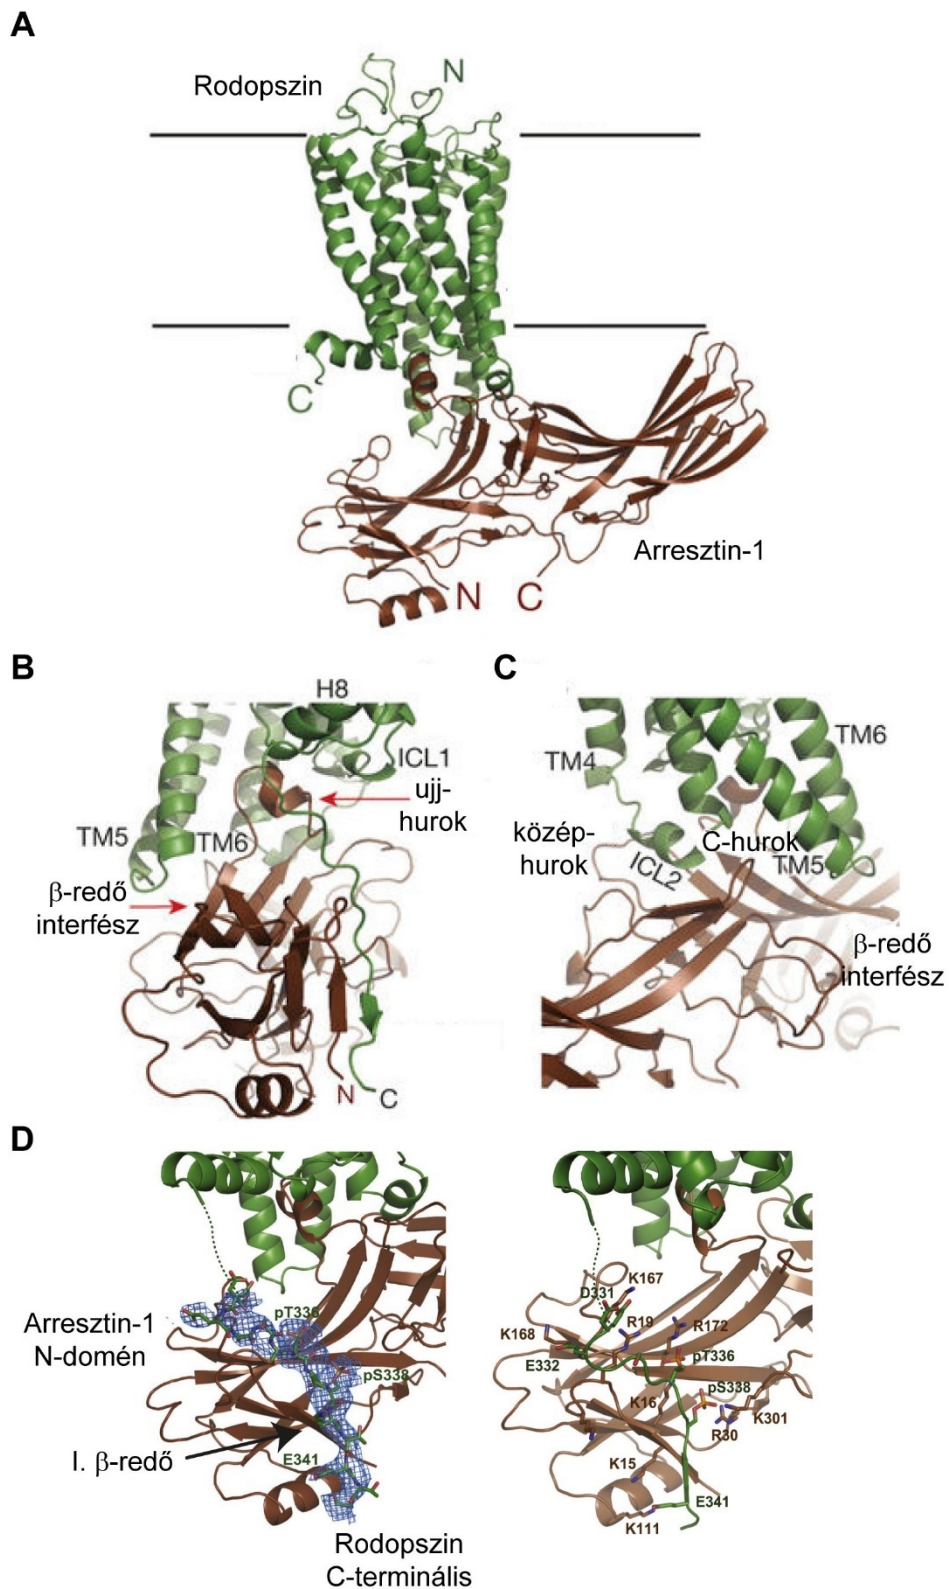 A
Rodopszin
N
C
Arresztin-1
N
C
B
H8
ICL1
ujj-
hurok
TM5
TM6
β-redő
interfész
N
C
C
TM4
TM6
közép-
hurok
C-hurok
ICL2
TM5
β-redő
interfész
D
pT336
Arresztin-1
N-domén
pS338
I. β-redő
E341
Rodopszin
C-terminális
K167
D331
R19
R172
K168
E332
pT336
pS338
K16
K301
R30
K15
E341
K111